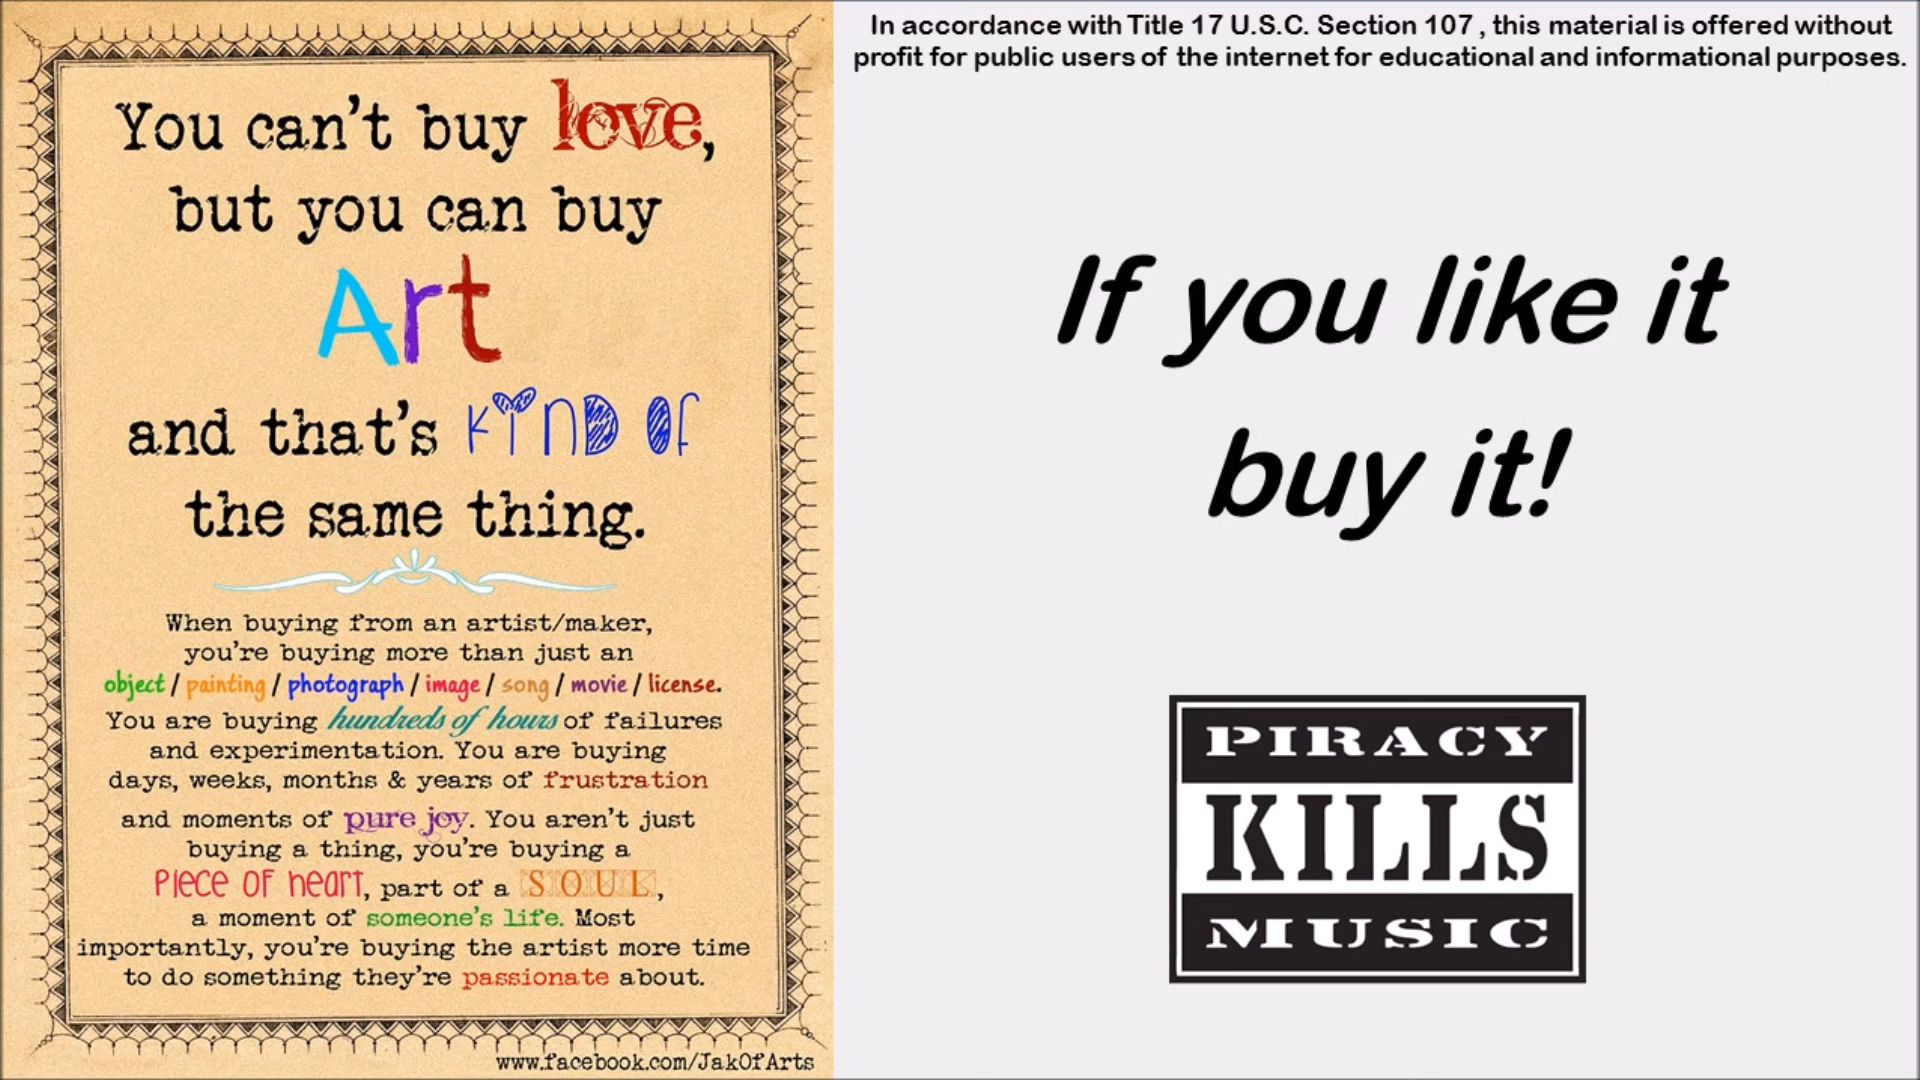 You can't buy love,
but you can buy
Art
and that's kind of
the same thing.
When buying from an artist/maker,
you're buying more than just an
object / painting / photograph / image / song / movie / license.
You are buying hundreds of hours of failures
and experimentation. You are buying
days, weeks, months & years of frustration
and moments of pure joy. You aren't just
buying a thing, you're buying a
Piece of heart, part of a SOUL,
a moment of someone's life. Most
importantly, you're buying the artist more time
to do something they're passionate about.
www.facebook.com/JakOfArts
In accordance with Title 17 U.S.C. Section 107 , this material is offered without
profit for public users of the internet for educational and informational purposes.
If you like it
buy it!
PIRACY
KILLS
MUSIC